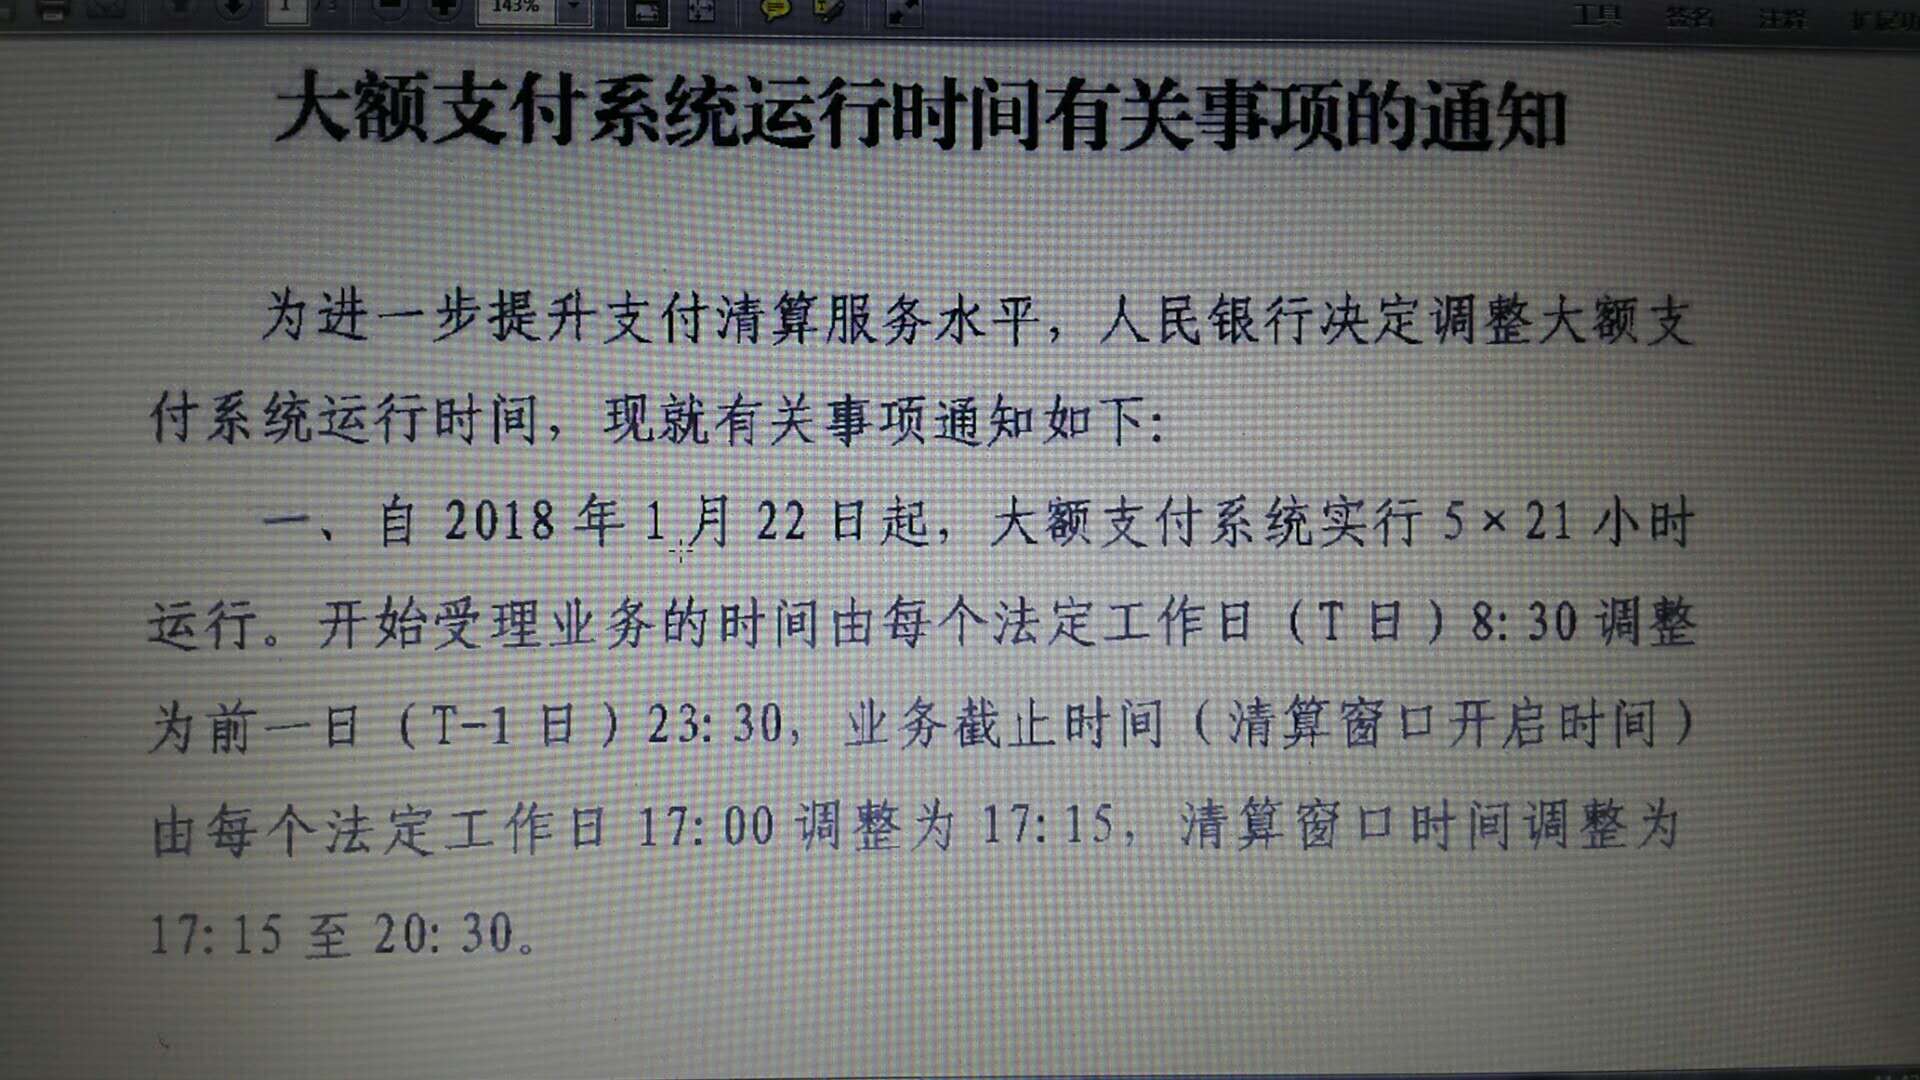 1 / 3 143%
工具 签名 注释
大额支付系统运行时间有关事项的通知
为进一步提升支付清算服务水平，人民银行决定调整大额支
付系统运行时间，现就有关事项通知如下：
一、自 2018 年 1 月 22 日起，大额支付系统实行 5×21 小时
运行。开始受理业务的时间由每个法定工作日（T 日）8:30 调整
为前一日（T-1 日）23:30，业务截止时间（清算窗口开启时间）
由每个法定工作日 17:00 调整为 17:15，清算窗口时间调整为
17:15 至 20:30。